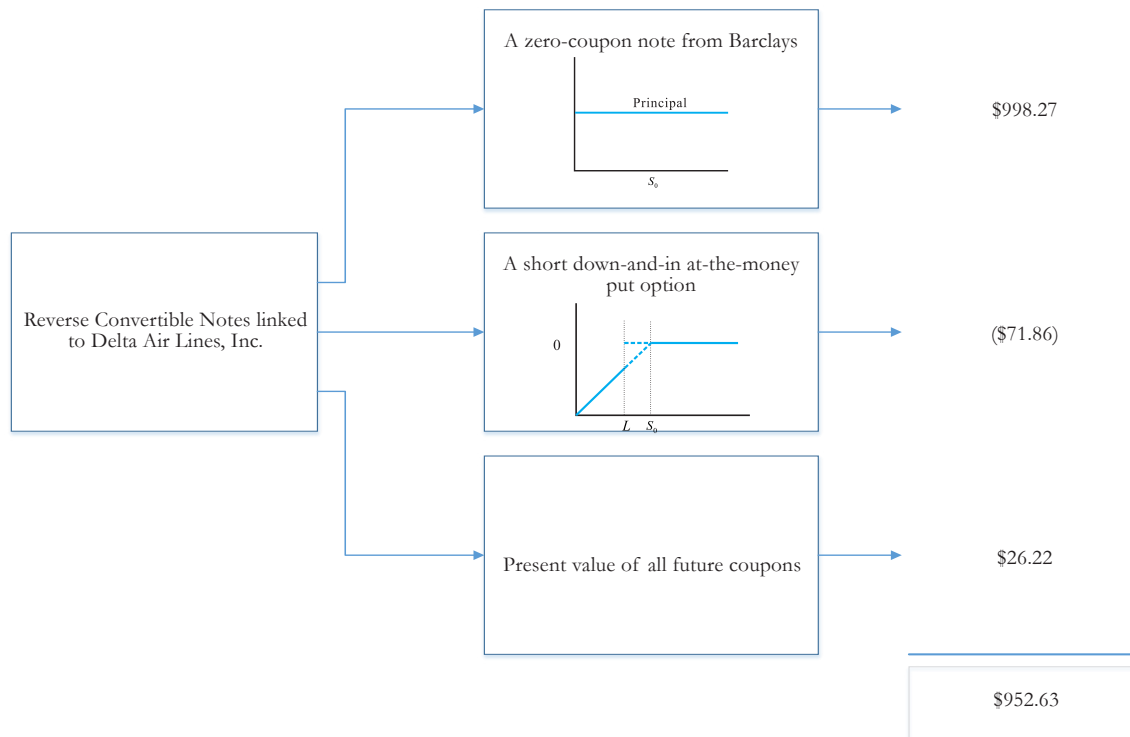 A zero-coupon note from Barclays
Principal
S₀
$998.27
Reverse Convertible Notes linked
to Delta Air Lines, Inc.
A short down-and-in at-the-money
put option
0
L S₀
($71.86)
Present value of all future coupons
$26.22
$952.63